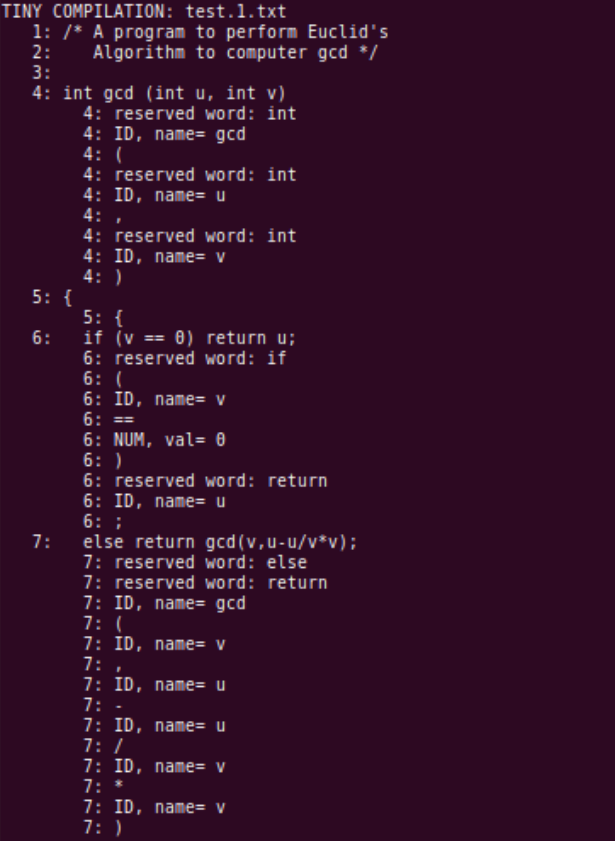 TINY COMPILATION: test.1.txt
   1: /* A program to perform Euclid's
   2:    Algorithm to computer gcd */
   3:
   4: int gcd (int u, int v)
        4: reserved word: int
        4: ID, name= gcd
        4: (
        4: reserved word: int
        4: ID, name= u
        4: ,
        4: reserved word: int
        4: ID, name= v
        4: )
   5: {
        5: {
   6:   if (v == 0) return u;
        6: reserved word: if
        6: (
        6: ID, name= v
        6: ==
        6: NUM, val= 0
        6: )
        6: reserved word: return
        6: ID, name= u
        6: ;
   7:   else return gcd(v,u-u/v*v);
        7: reserved word: else
        7: reserved word: return
        7: ID, name= gcd
        7: (
        7: ID, name= v
        7: ,
        7: ID, name= u
        7: -
        7: ID, name= u
        7: /
        7: ID, name= v
        7: *
        7: ID, name= v
        7: )